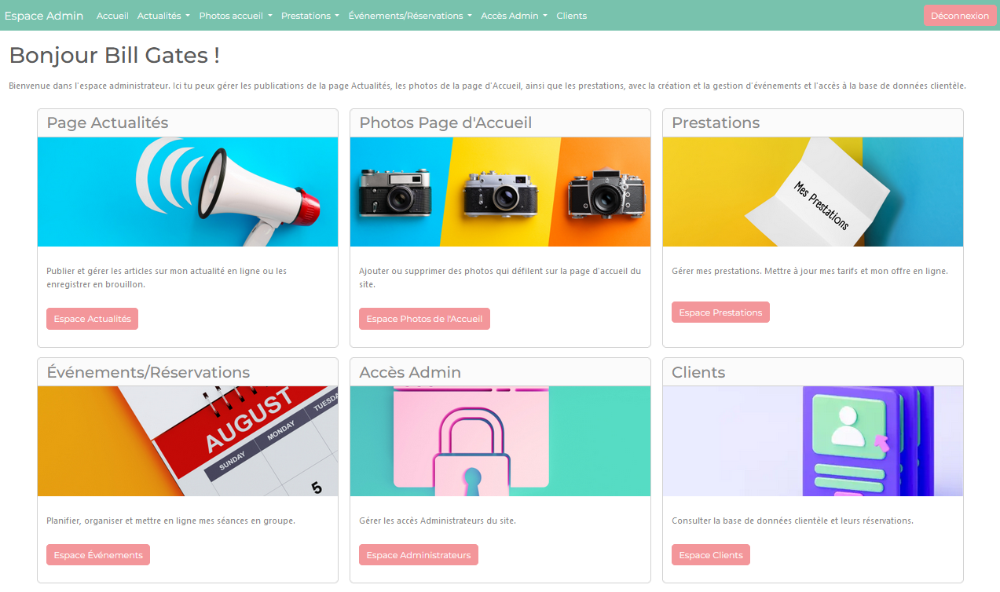 Espace Admin Accueil Actualités Photos accueil Prestations Événements/Réservations Accès Admin Clients Déconnexion
Bonjour Bill Gates !
Bienvenue dans l'espace administrateur. Ici tu peux gérer les publications de la page Actualités, les photos de la page d'Accueil, ainsi que les prestations, avec la création et la gestion d'événements et l'accès à la base de données clientèle.
Page Actualités
Publier et gérer les articles sur mon actualité en ligne ou les
enregistrer en brouillon.
Espace Actualités
Photos Page d'Accueil
Ajouter ou supprimer des photos qui défilent sur la page d'accueil du
site.
Espace Photos de l'Accueil
Prestations
Mes Prestations
Gérer mes prestations. Mettre à jour mes tarifs et mon offre en ligne.
Espace Prestations
Événements/Réservations
AUGUST
SUNDAY MONDAY TUESDA
5
Planifier, organiser et mettre en ligne mes séances en groupe.
Espace Événements
Accès Admin
Gérer les accès Administrateurs du site.
Espace Administrateurs
Clients
Consulter la base de données clientèle et leurs réservations.
Espace Clients